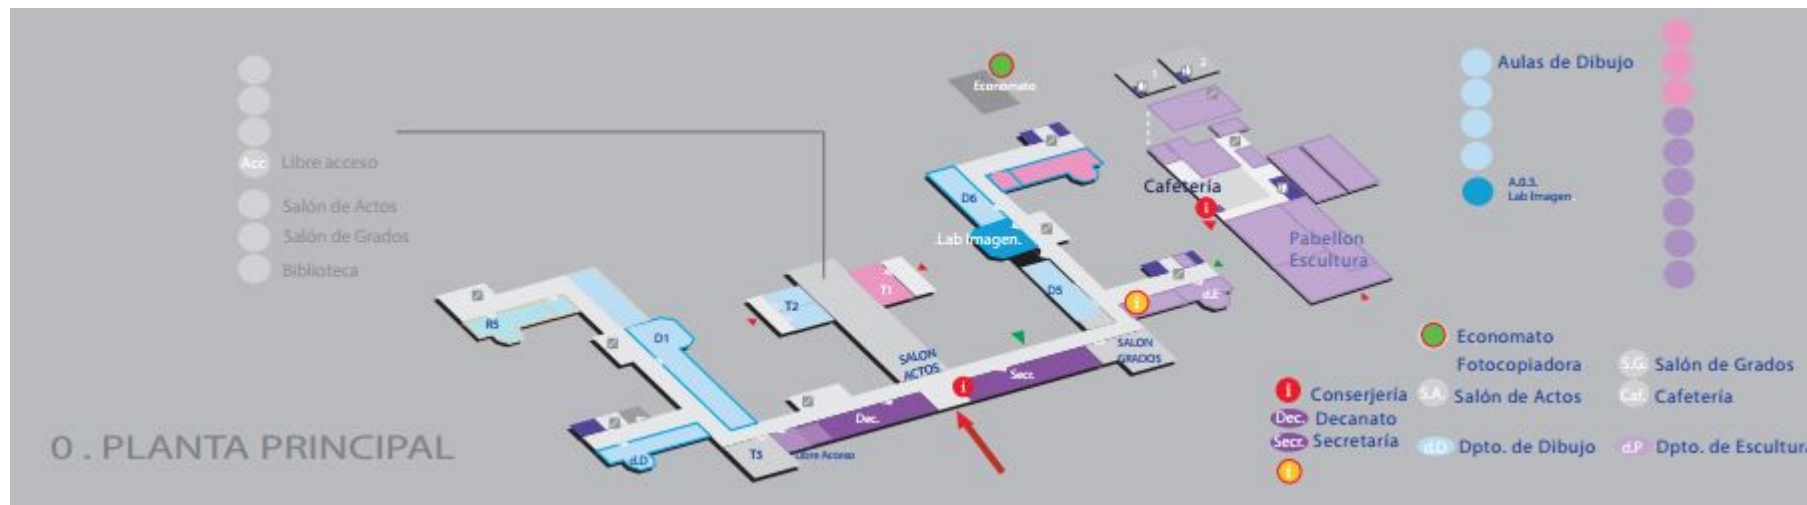 Acc
Libre acceso
Salón de Actos
Salón de Grados
Biblioteca
0 . PLANTA PRINCIPAL
Economato
1
2
Cafetería
i
Pabellon
Escultura
D6
.Lab Imagen.
D5
d.E
i
T1
T2
R5
D1
SALON
ACTOS
SALON
GRADOS
Secr.
i
Dec.
T3
Libre Acceso
d.D
Aulas de Dibujo
A.0.3.
Lab Imagen.
Economato
Fotocopiadora
S.G. Salón de Grados
i Conserjería
S.A. Salón de Actos
Caf. Cafetería
Dec. Decanato
Secr. Secretaría
d.D Dpto. de Dibujo
d.P Dpto. de Escultura
i